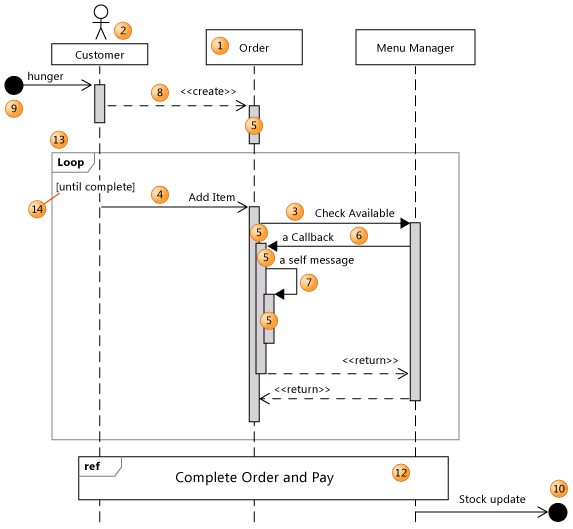 2
1
Customer
Order
Menu Manager
hunger
8
<<create>>
9
5
13
Loop
[until complete]
14
4
Add Item
3
Check Available
5
a Callback
6
5
a self message
7
5
<<return>>
<<return>>
ref
Complete Order and Pay
12
10
Stock update